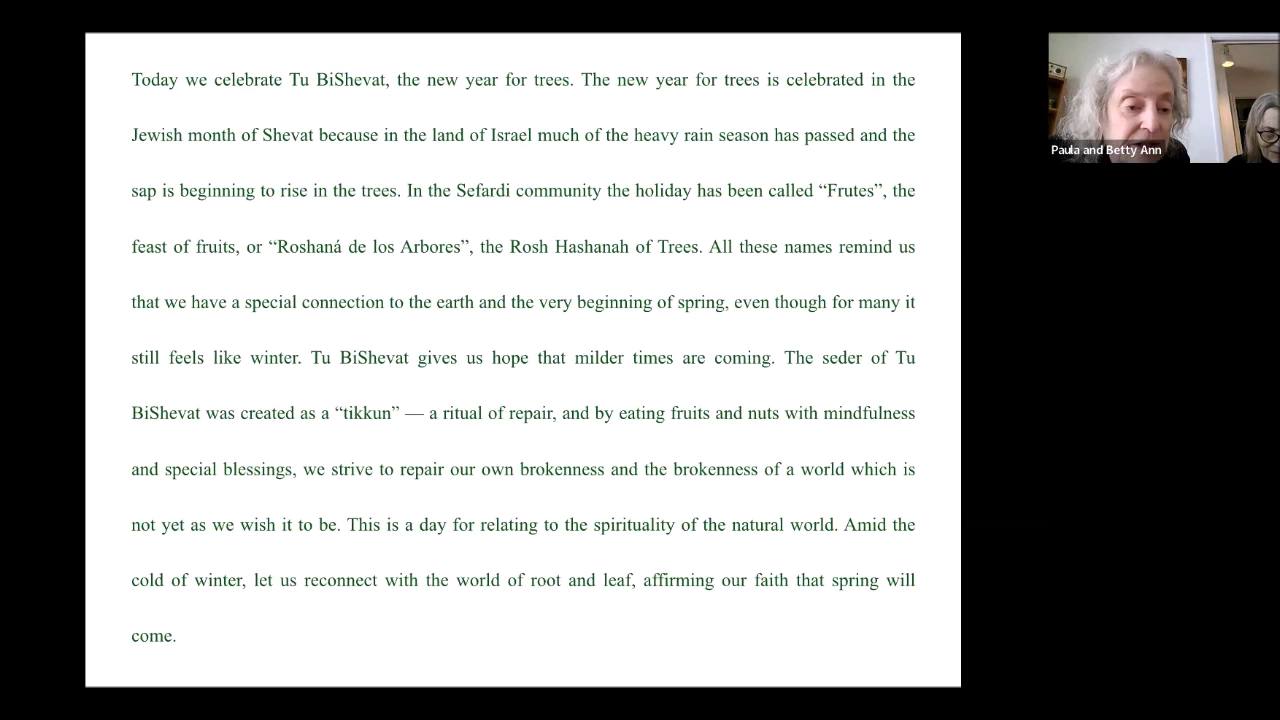 Today we celebrate Tu BiShevat, the new year for trees. The new year for trees is celebrated in the
Jewish month of Shevat because in the land of Israel much of the heavy rain season has passed and the
sap is beginning to rise in the trees. In the Sefardi community the holiday has been called “Frutes”, the
feast of fruits, or “Roshaná de los Arbores”, the Rosh Hashanah of Trees. All these names remind us
that we have a special connection to the earth and the very beginning of spring, even though for many it
still feels like winter. Tu BiShevat gives us hope that milder times are coming. The seder of Tu
BiShevat was created as a “tikkun” — a ritual of repair, and by eating fruits and nuts with mindfulness
and special blessings, we strive to repair our own brokenness and the brokenness of a world which is
not yet as we wish it to be. This is a day for relating to the spirituality of the natural world. Amid the
cold of winter, let us reconnect with the world of root and leaf, affirming our faith that spring will
come.
Paula and Betty Ann